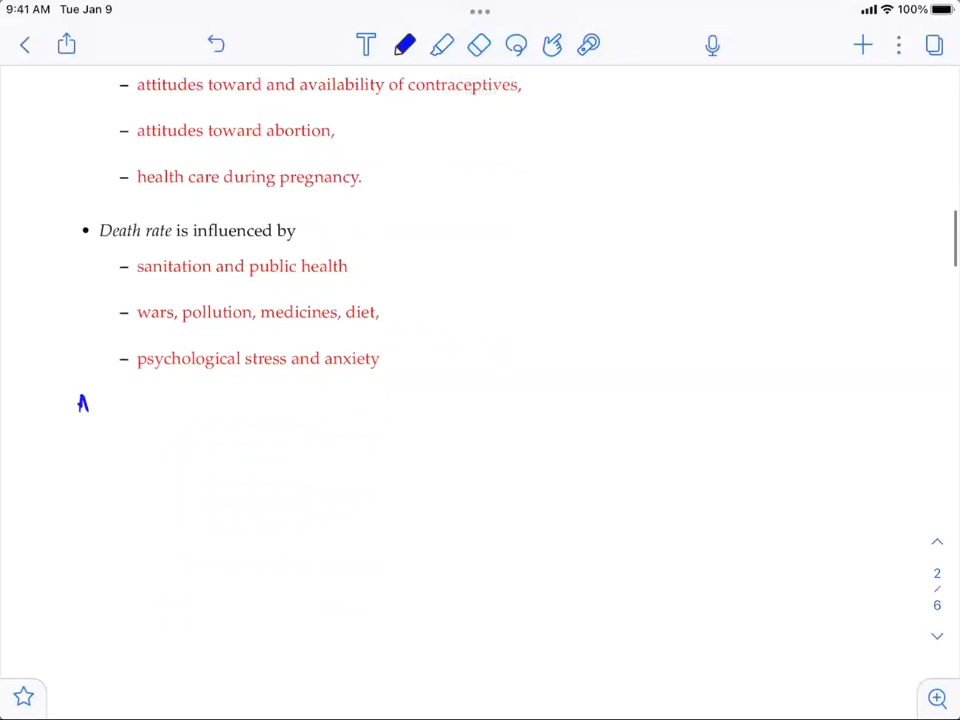 9:41 AM Tue Jan 9 100%
– attitudes toward and availability of contraceptives,
– attitudes toward abortion,
– health care during pregnancy.
• Death rate is influenced by
– sanitation and public health
– wars, pollution, medicines, diet,
– psychological stress and anxiety
A
2
/
6